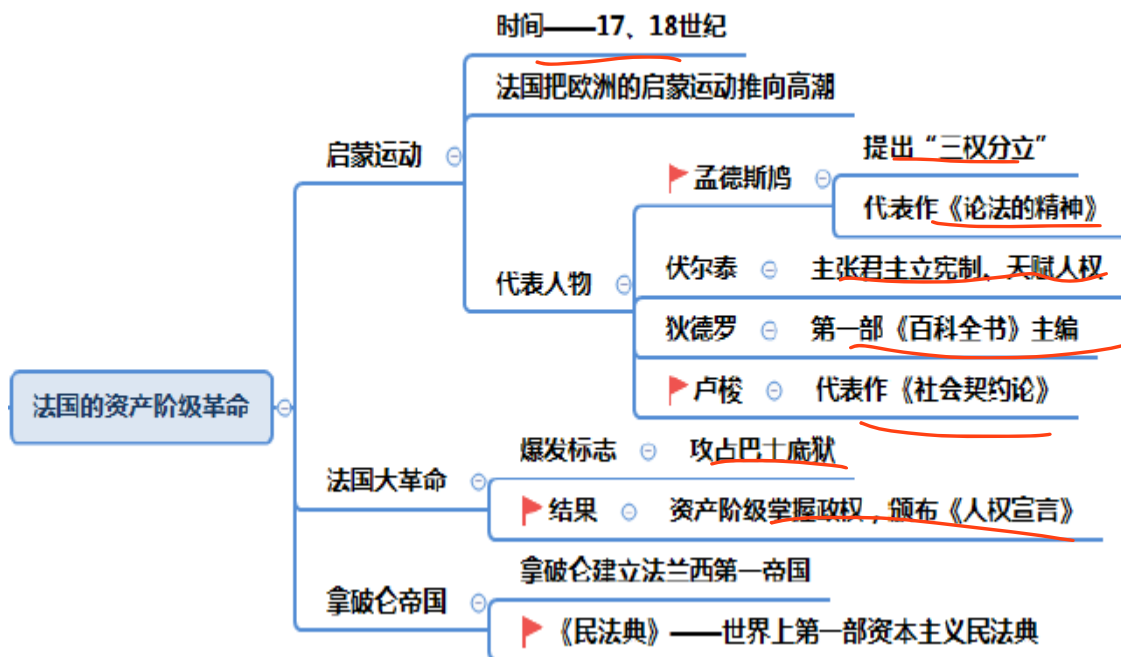 时间——17、18世纪
法国把欧洲的启蒙运动推向高潮
启蒙运动
提出“三权分立”
孟德斯鸠
代表作《论法的精神》
代表人物
伏尔泰 主张君主立宪制、天赋人权
狄德罗 第一部《百科全书》主编
卢梭 代表作《社会契约论》
法国的资产阶级革命
爆发标志 攻占巴士底狱
法国大革命
结果 资产阶级掌握政权，颁布《人权宣言》
拿破仑建立法兰西第一帝国
拿破仑帝国
《民法典》——世界上第一部资本主义民法典